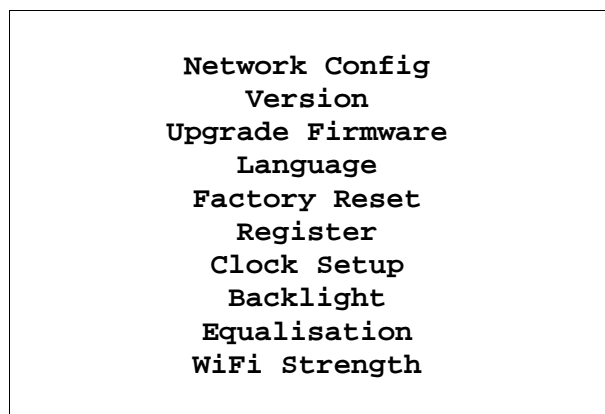 Network Config
Version
Upgrade Firmware
Language
Factory Reset
Register
Clock Setup
Backlight
Equalisation
WiFi Strength